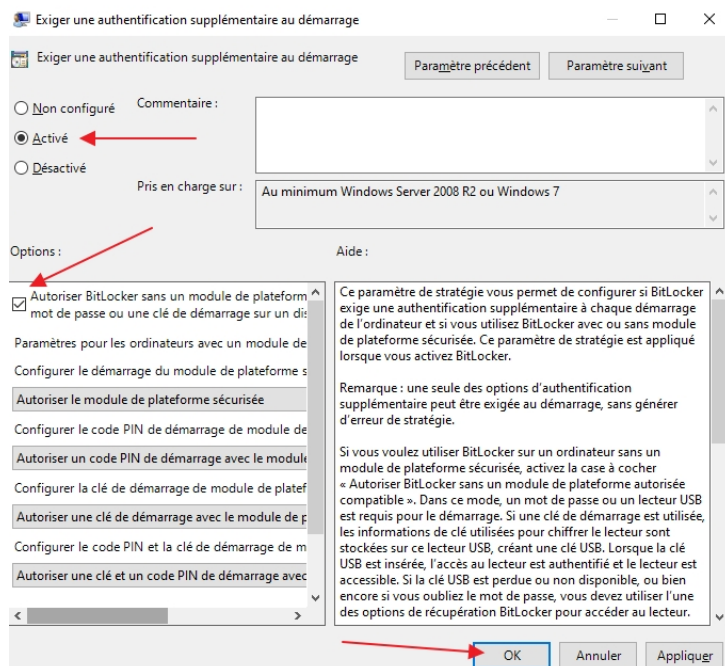 Exiger une authentification supplémentaire au démarrage
Exiger une authentification supplémentaire au démarrage
Paramètre précédent
Paramètre suivant
Non configuré
Commentaire :
Activé
Désactivé
Pris en charge sur :
Au minimum Windows Server 2008 R2 ou Windows 7
Options :
Aide :
Autoriser BitLocker sans un module de plateform
mot de passe ou une clé de démarrage sur un dis
Paramètres pour les ordinateurs avec un module de
Configurer le démarrage du module de plateforme s
Autoriser le module de plateforme sécurisée
Configurer le code PIN de démarrage de module de
Autoriser un code PIN de démarrage avec le module
Configurer la clé de démarrage de module de platef
Autoriser une clé de démarrage avec le module de p
Configurer le code PIN et la clé de démarrage de m
Autoriser une clé et un code PIN de démarrage avec
Ce paramètre de stratégie vous permet de configurer si BitLocker
exige une authentification supplémentaire à chaque démarrage
de l'ordinateur et si vous utilisez BitLocker avec ou sans module
de plateforme sécurisée. Ce paramètre de stratégie est appliqué
lorsque vous activez BitLocker.
Remarque : une seule des options d'authentification
supplémentaire peut être exigée au démarrage, sans générer
d'erreur de stratégie.
Si vous voulez utiliser BitLocker sur un ordinateur sans un
module de plateforme sécurisée, activez la case à cocher
« Autoriser BitLocker sans un module de plateforme autorisée
compatible ». Dans ce mode, un mot de passe ou un lecteur USB
est requis pour le démarrage. Si une clé de démarrage est utilisée,
les informations de clé utilisées pour chiffrer le lecteur sont
stockées sur ce lecteur USB, créant une clé USB. Lorsque la clé
USB est insérée, l'accès au lecteur est authentifié et le lecteur est
accessible. Si la clé USB est perdue ou non disponible, ou bien
encore si vous oubliez le mot de passe, vous devez utiliser l'une
des options de récupération BitLocker pour accéder au lecteur.
OK
Annuler
Appliquer